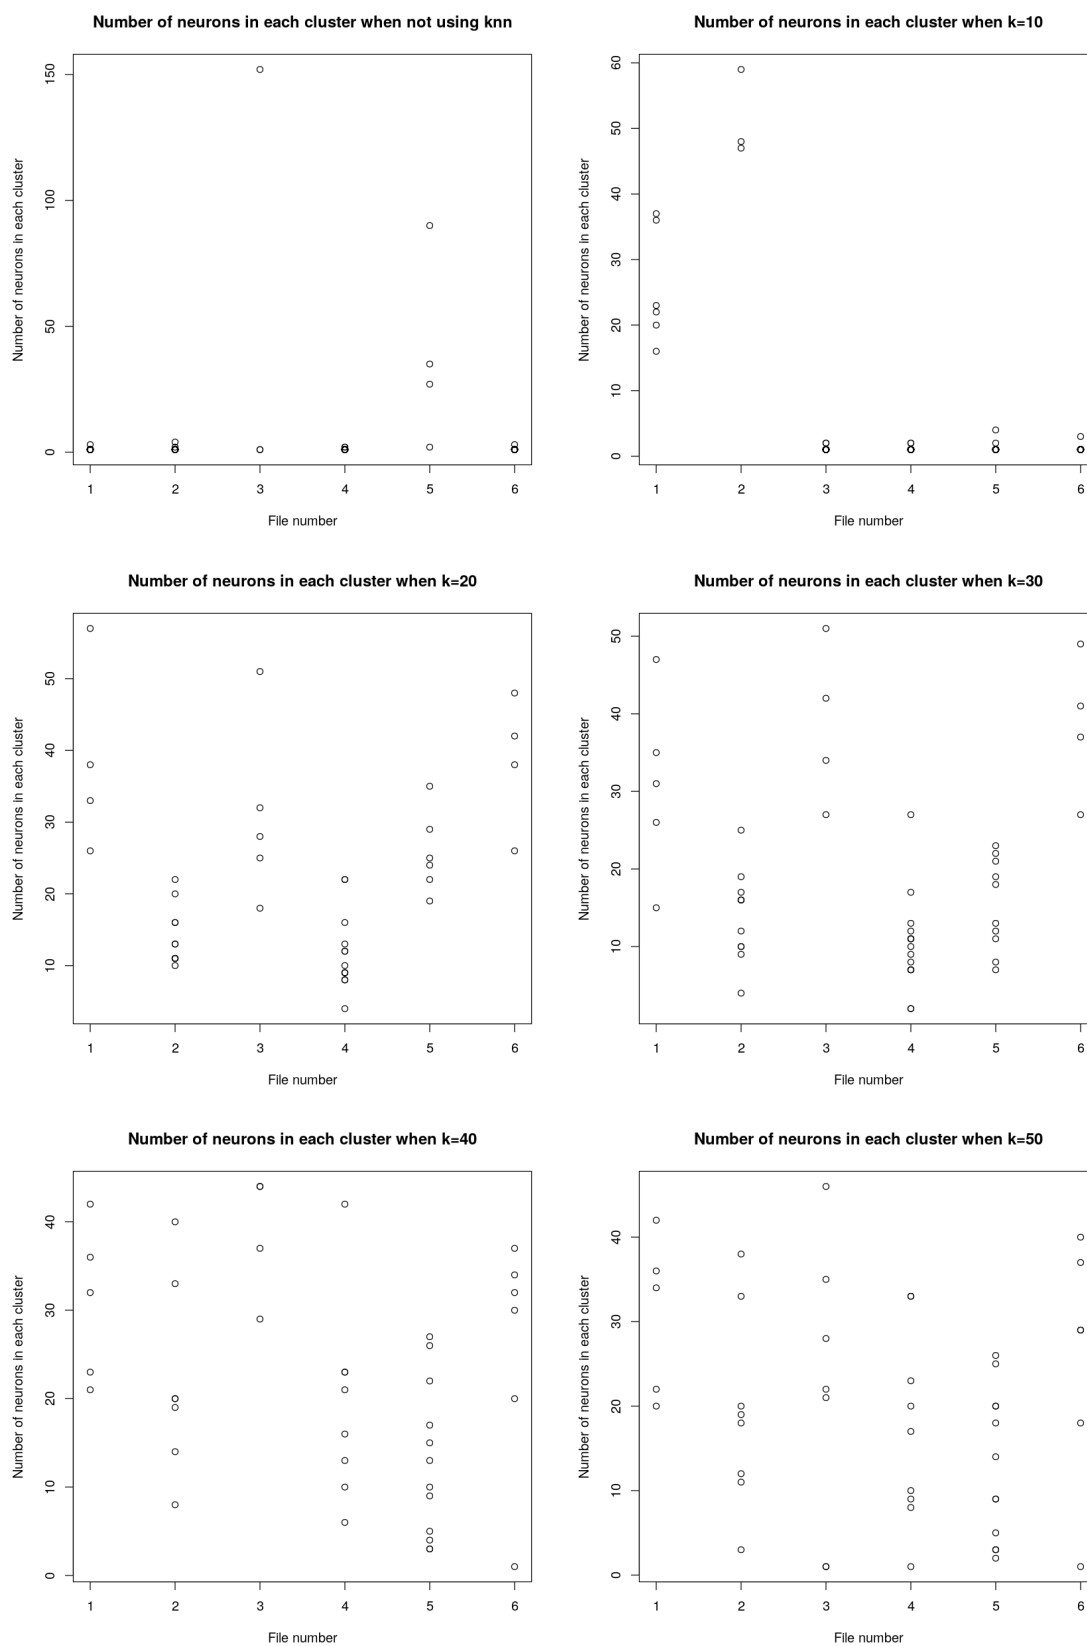 Number of neurons in each cluster when not using knn
Number of neurons in each cluster
150
100
50
0
1 2 3 4 5 6
File number
Number of neurons in each cluster when k=10
Number of neurons in each cluster
60
50
40
30
20
10
0
1 2 3 4 5 6
File number
Number of neurons in each cluster when k=20
Number of neurons in each cluster
50
40
30
20
10
1 2 3 4 5 6
File number
Number of neurons in each cluster when k=30
Number of neurons in each cluster
50
40
30
20
10
1 2 3 4 5 6
File number
Number of neurons in each cluster when k=40
Number of neurons in each cluster
40
30
20
10
0
1 2 3 4 5 6
File number
Number of neurons in each cluster when k=50
Number of neurons in each cluster
40
30
20
10
0
1 2 3 4 5 6
File number